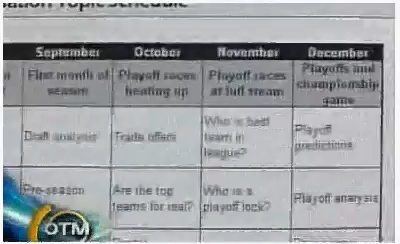 Topic Schedule
September October November December
First month of season
Playoff races heating up
Playoff races at full steam
Playoffs and championship game
Draft analysis
Trade offers
Who is best team in league?
Playoff predictions
Pre-season
Are the top teams for real?
Who is a playoff lock?
Playoff analysis
OTM